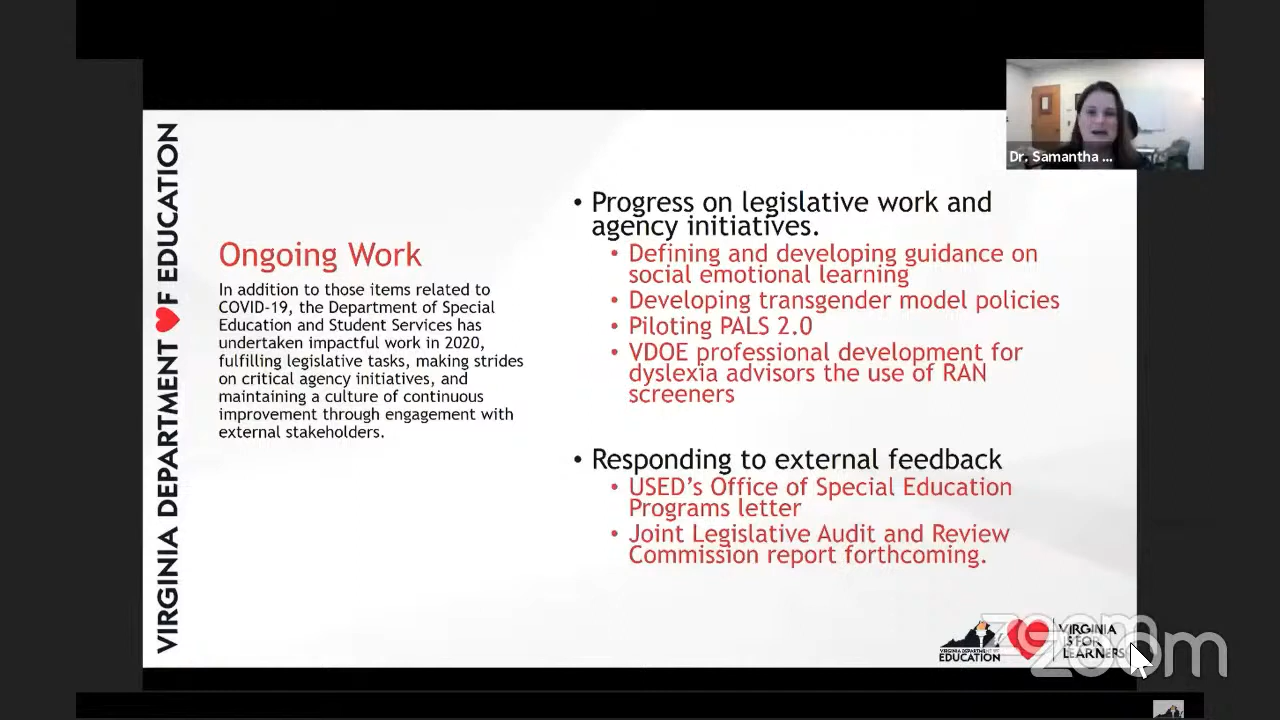 Dr. Samantha ...
VIRGINIA DEPARTMENT OF EDUCATION
Ongoing Work
In addition to those items related to
COVID-19, the Department of Special
Education and Student Services has
undertaken impactful work in 2020,
fulfilling legislative tasks, making strides
on critical agency initiatives, and
maintaining a culture of continuous
improvement through engagement with
external stakeholders.
• Progress on legislative work and
agency initiatives.
• Defining and developing guidance on
social emotional learning
• Developing transgender model policies
• Piloting PALS 2.0
• VDOE professional development for
dyslexia advisors the use of RAN
screeners
• Responding to external feedback
• USED’s Office of Special Education
Programs letter
• Joint Legislative Audit and Review
Commission report forthcoming.
VIRGINIA DEPARTMENT OF
EDUCATION
VIRGINIA
IS FOR
LEARNERS
zoom
zoom